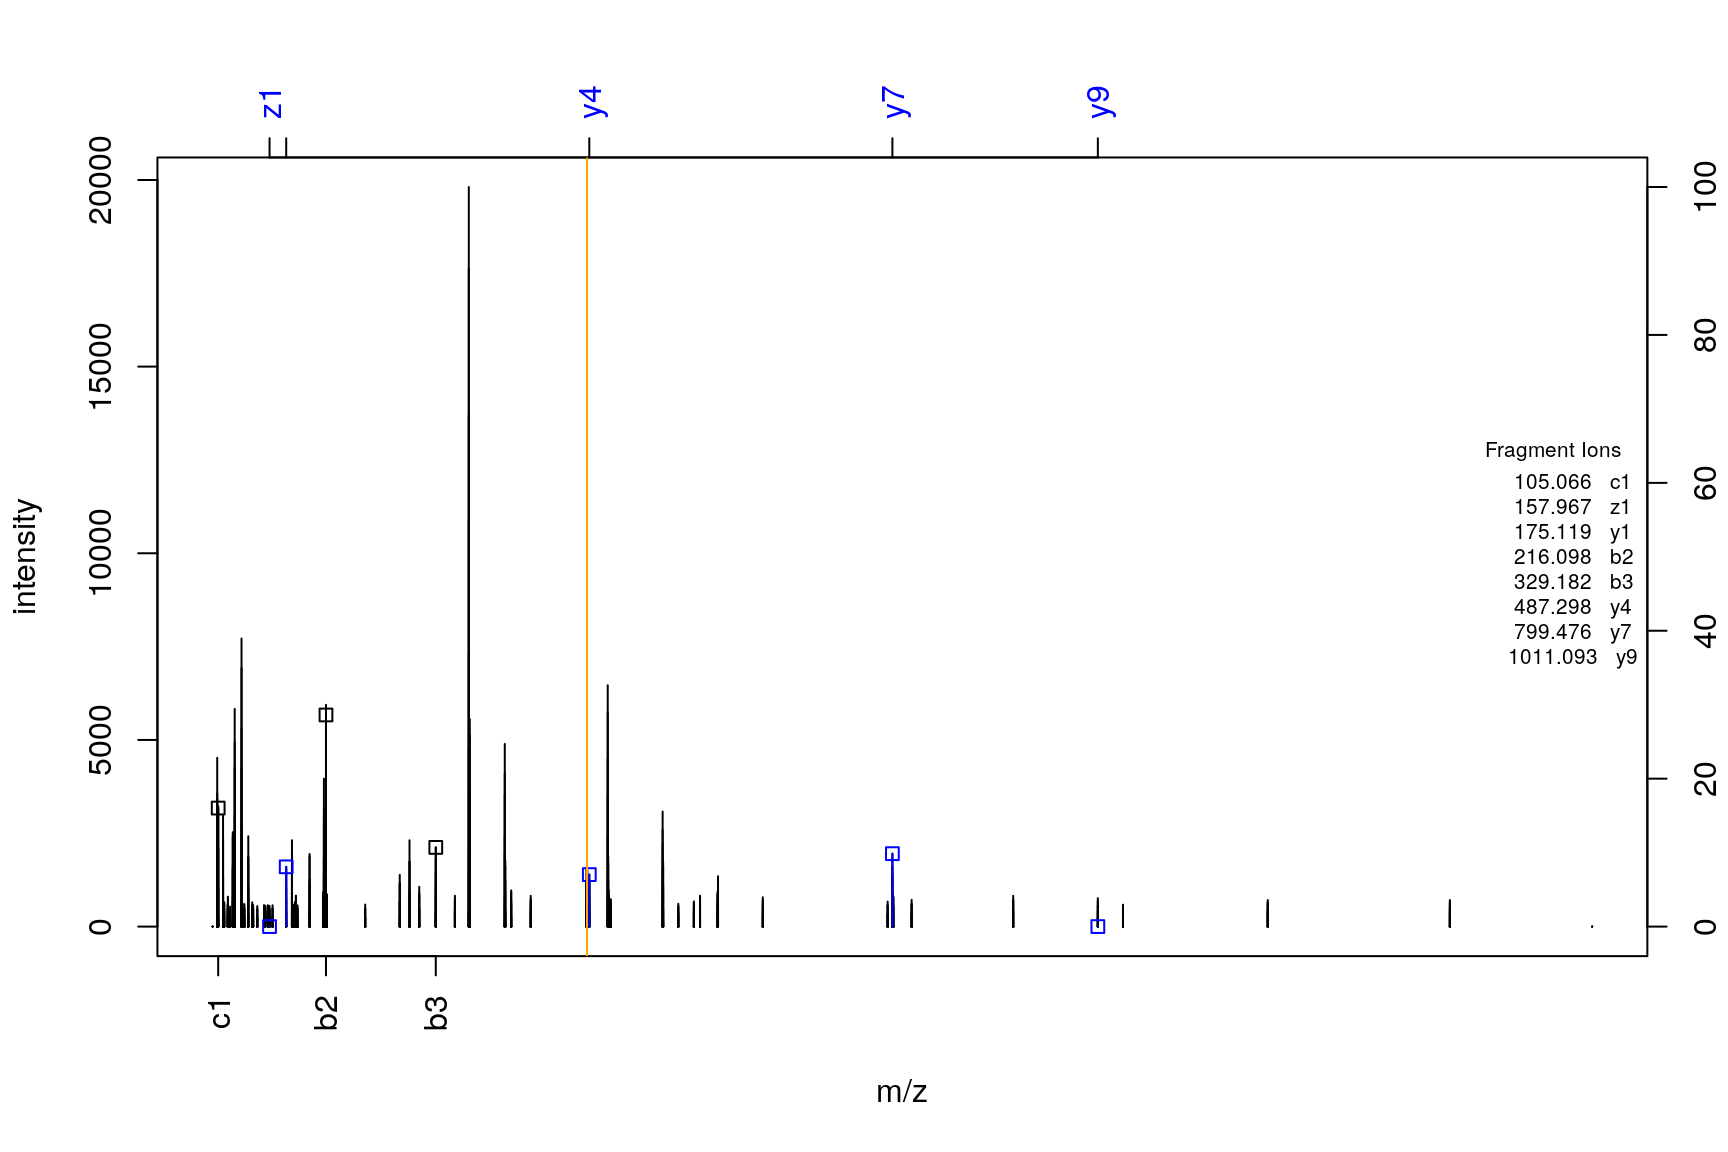 z1 y4 y7 y9
20000
15000
10000
5000
0
intensity
100
80
60
40
20
0
Fragment Ions
105.066 c1
157.967 z1
175.119 y1
216.098 b2
329.182 b3
487.298 y4
799.476 y7
1011.093 y9
c1 b2 b3
m/z